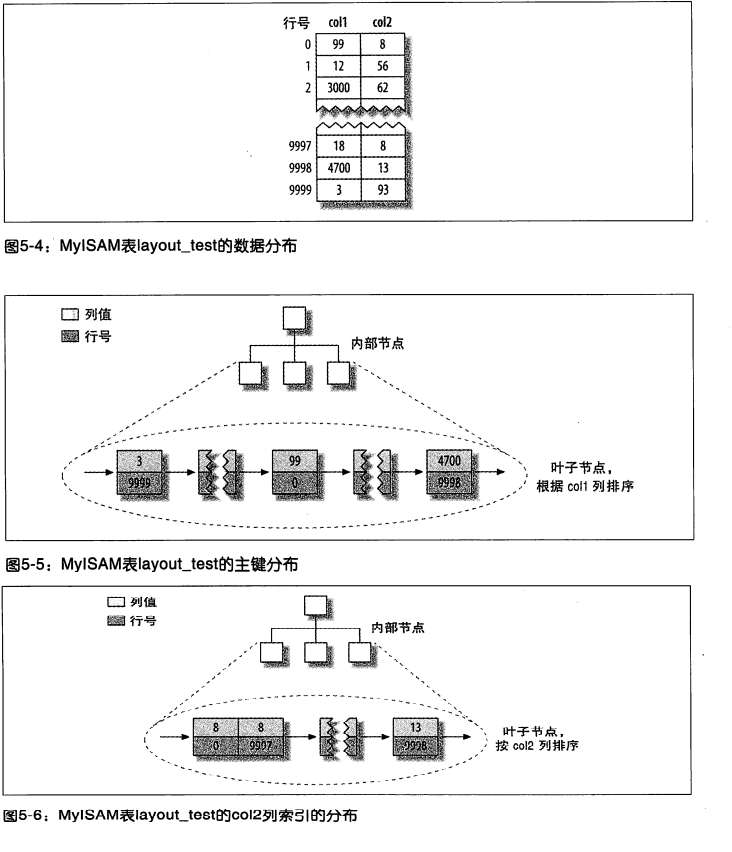 行号 col1 col2
0 99 8
1 12 56
2 3000 62
9997 18 8
9998 4700 13
9999 3 93
图5-4：MyISAM表layout_test的数据分布
列值
行号
内部节点
3 99 4700
9999 0 9998
叶子节点，
根据 col1 列排序
图5-5：MyISAM表layout_test的主键分布
列值
行号
内部节点
8 8 13
0 9997 9998
叶子节点，
按 col2 列排序
图5-6：MyISAM表layout_test的col2列索引的分布